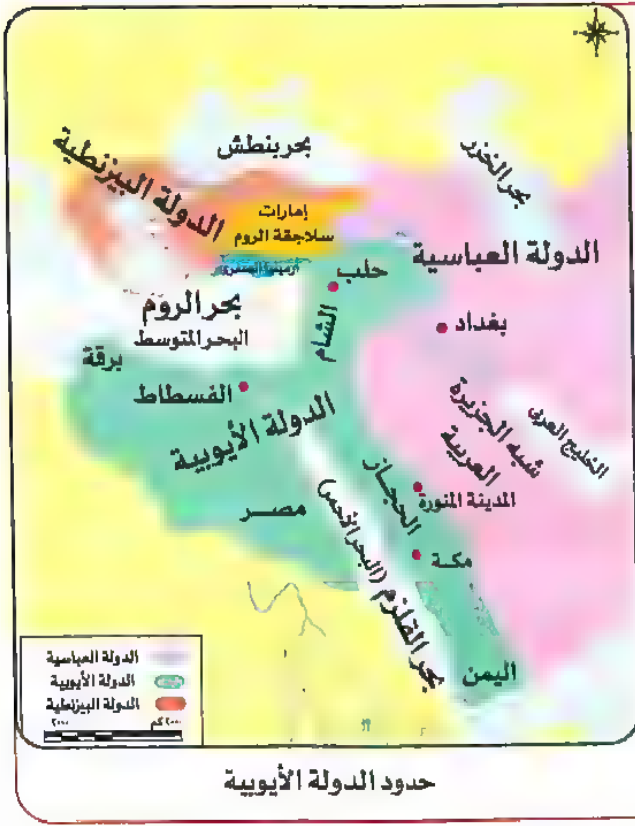 بحر بنطش
بحر الخزر
الدولة البيزنطية
إمارات
سلاجقة الروم
الدولة العباسية
حلب
بحر الروم
البحر المتوسط
الشام
بغداد
برقة
الفسطاط
الدولة الأيوبية
شبه الجزيرة
العربية
الخليج العربي
الحجاز
المدينة المنورة
مصر
مكة
بحر القلزم (البحر الأحمر)
اليمن
الدولة العباسية
الدولة الأيوبية
الدولة البيزنطية
حدود الدولة الأيوبية